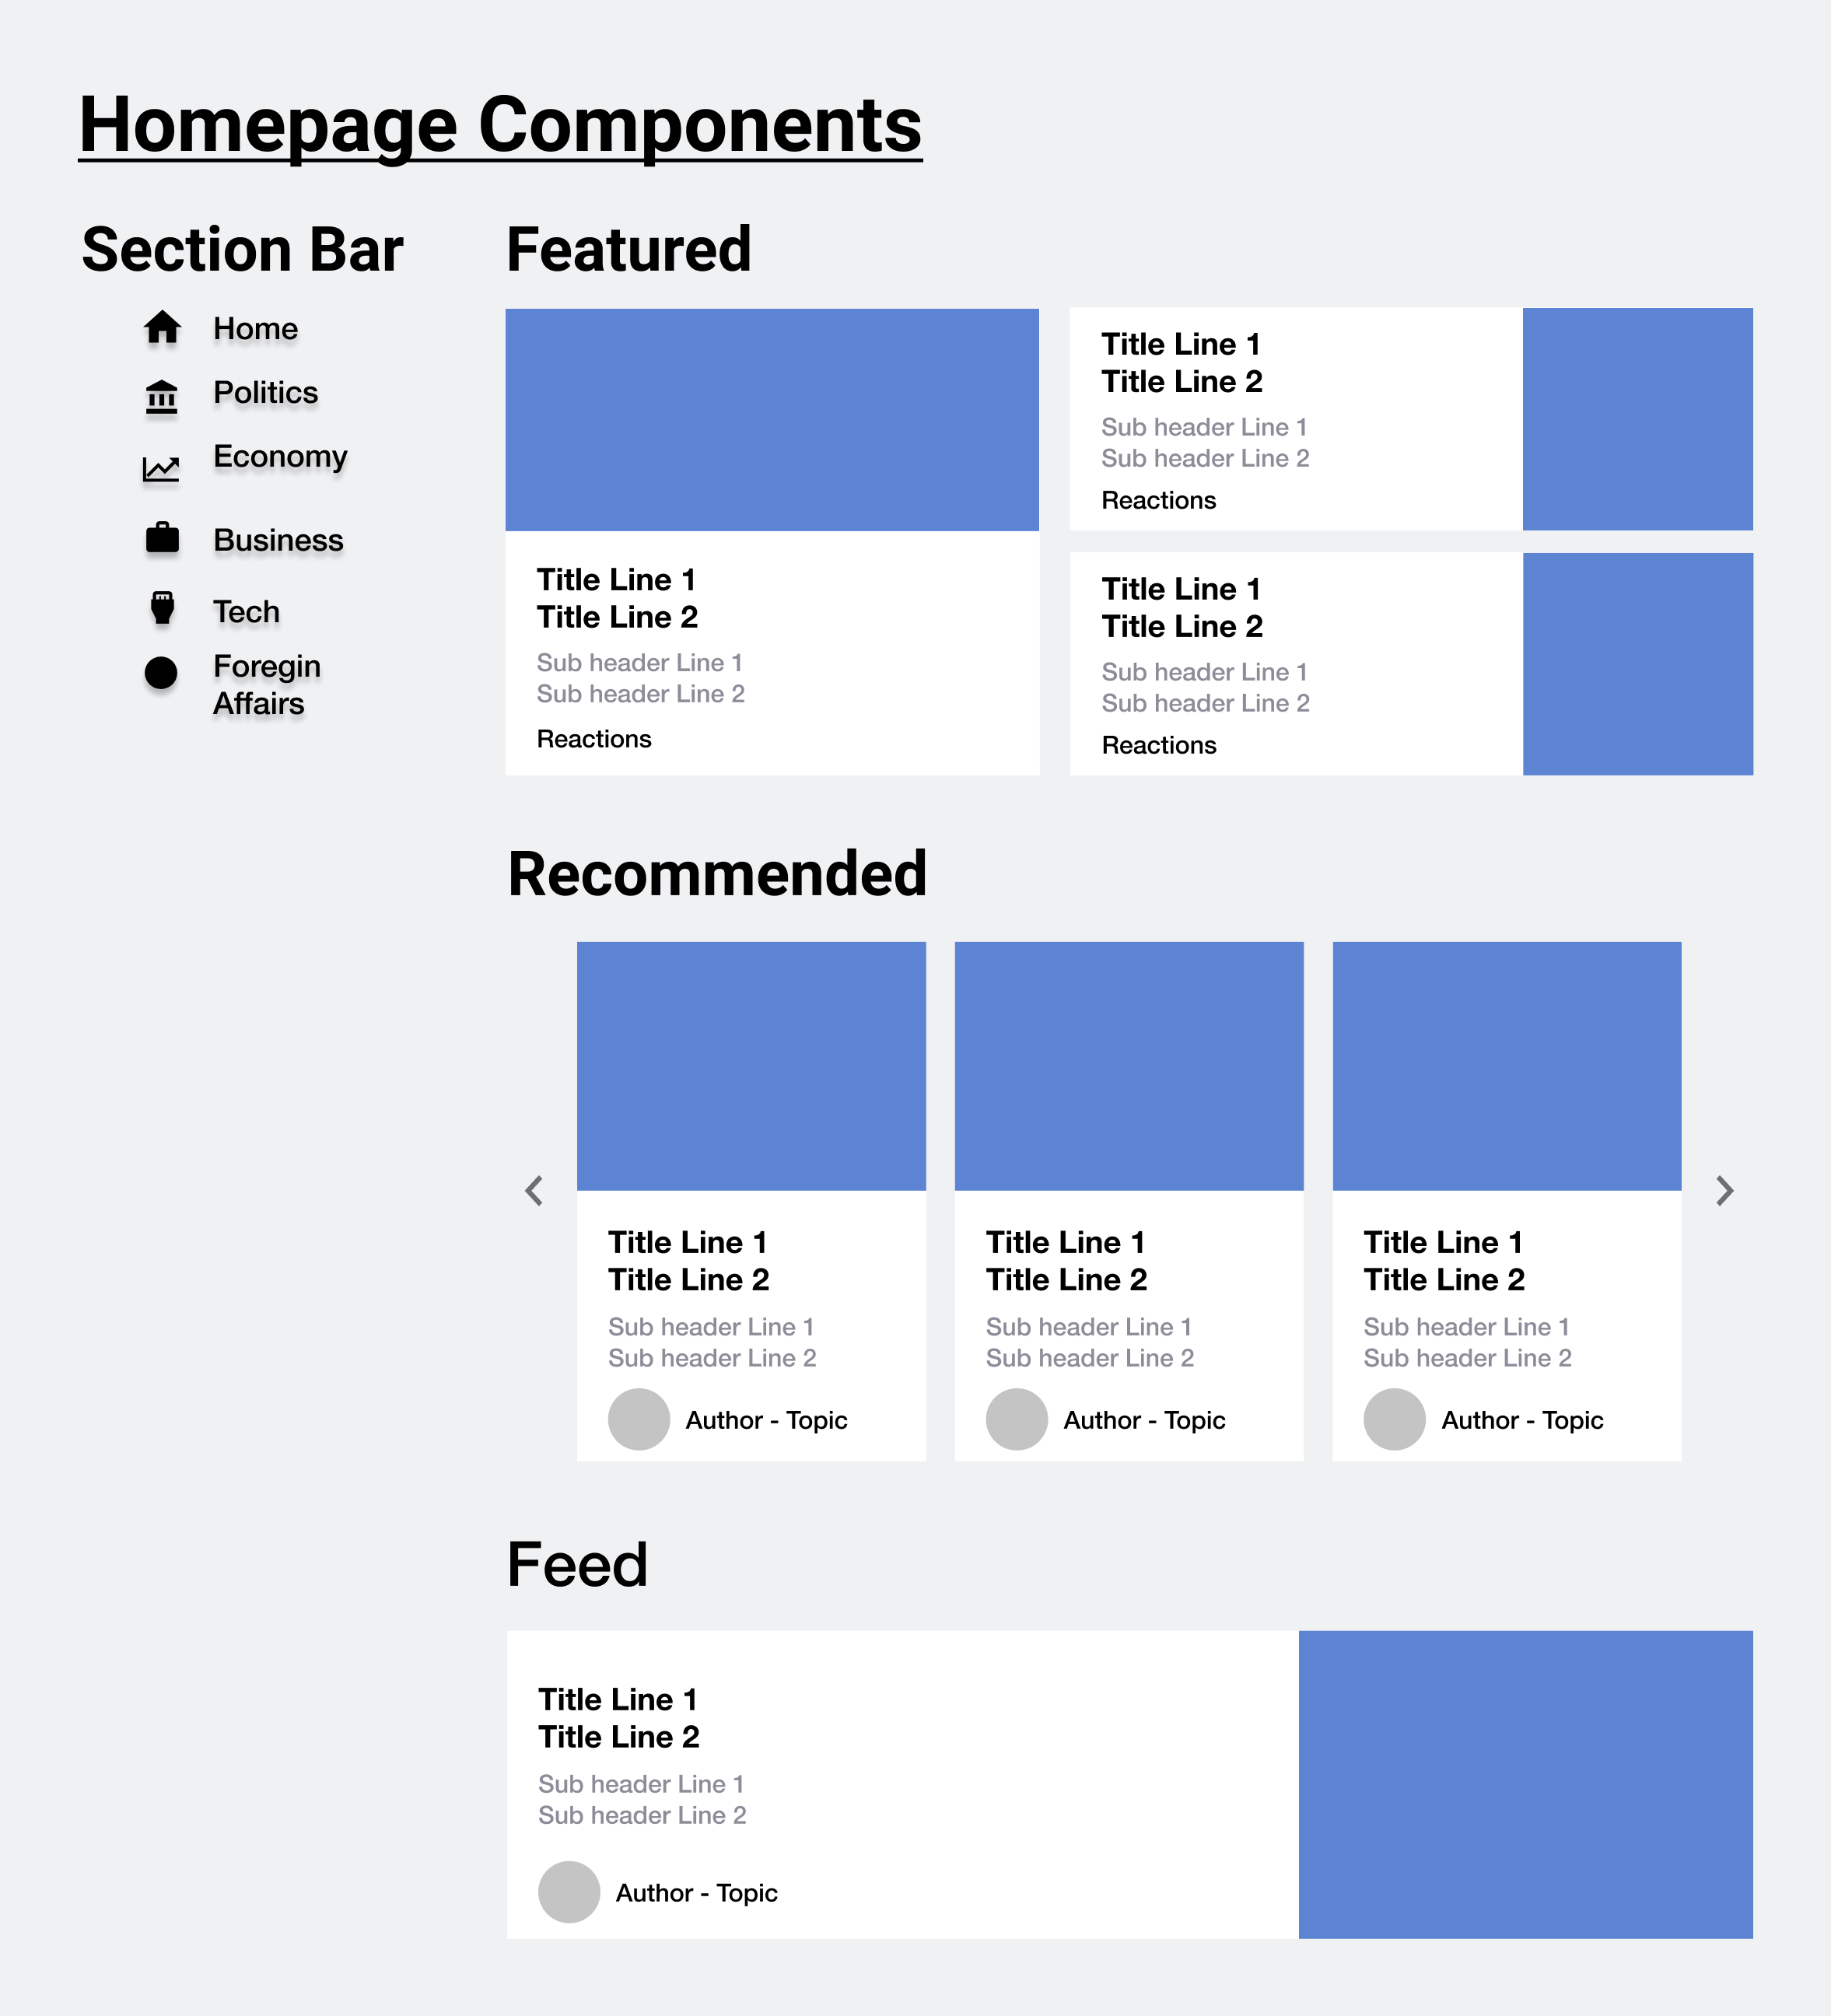 Homepage Components
Section Bar
Home
Politics
Economy
Business
Tech
Foregin
Affairs
Featured
Title Line 1
Title Line 2
Sub header Line 1
Sub header Line 2
Reactions
Title Line 1
Title Line 2
Sub header Line 1
Sub header Line 2
Reactions
Title Line 1
Title Line 2
Sub header Line 1
Sub header Line 2
Reactions
Recommended
Title Line 1
Title Line 2
Sub header Line 1
Sub header Line 2
Author - Topic
Title Line 1
Title Line 2
Sub header Line 1
Sub header Line 2
Author - Topic
Title Line 1
Title Line 2
Sub header Line 1
Sub header Line 2
Author - Topic
Feed
Title Line 1
Title Line 2
Sub header Line 1
Sub header Line 2
Author - Topic